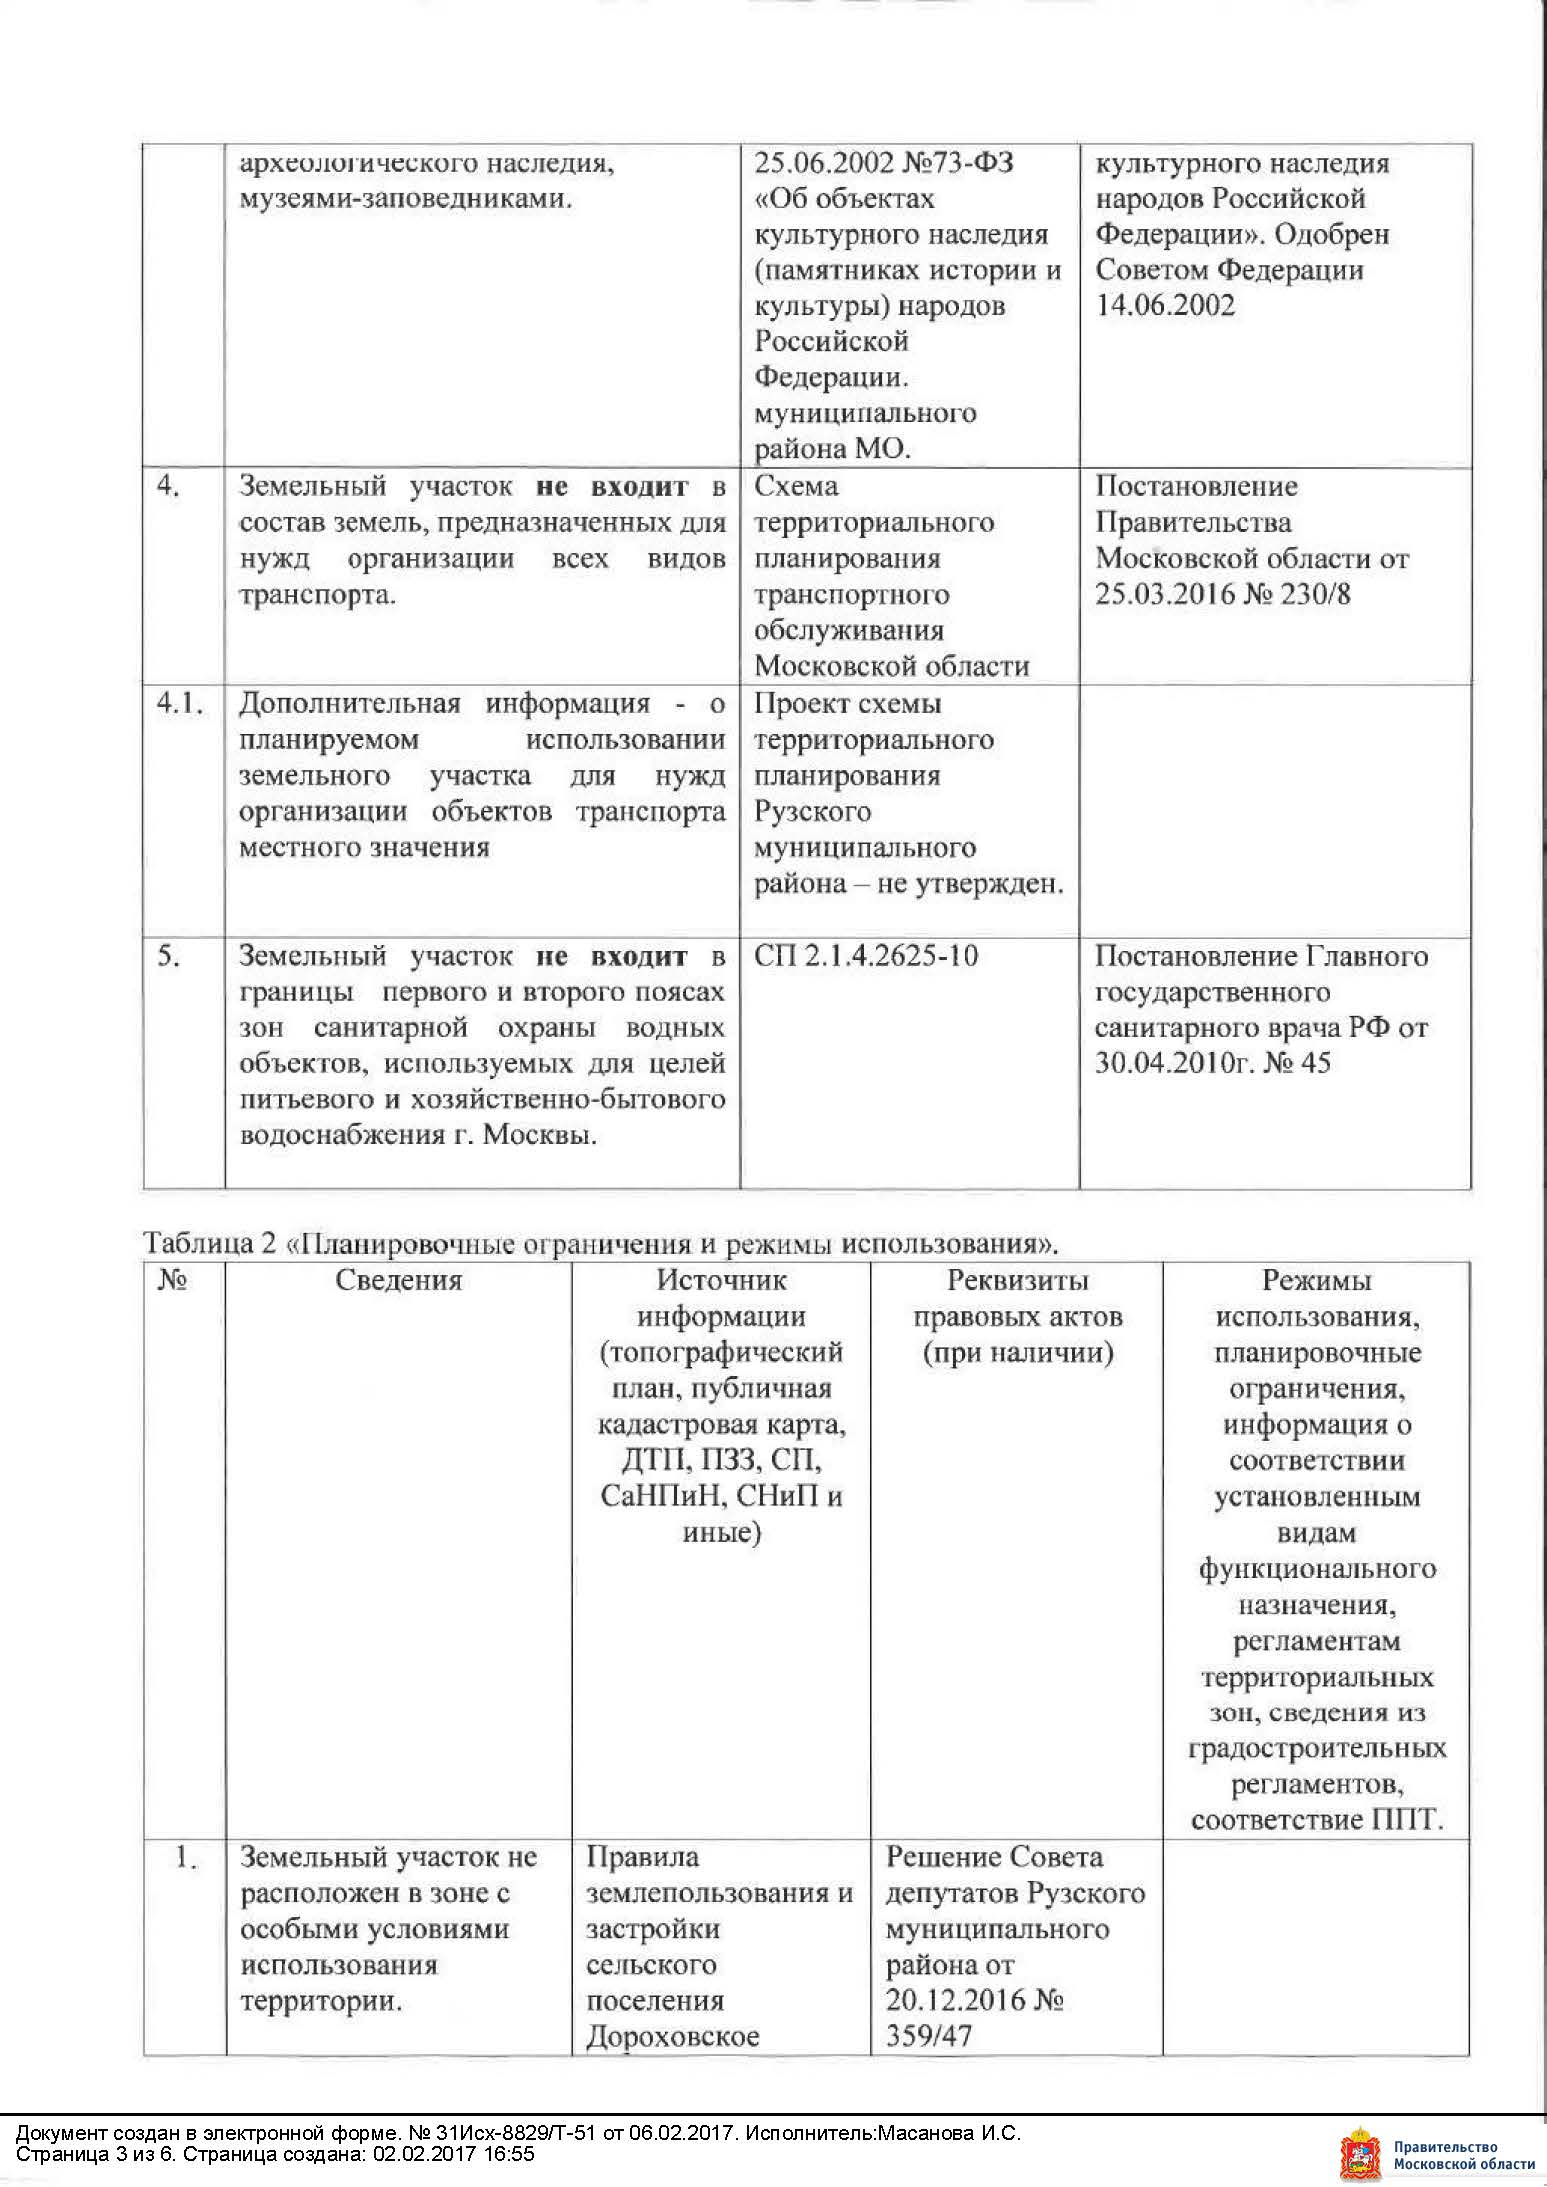 археологического наследия,
музеями-заповедниками.
25.06.2002 №73-ФЗ
«Об объектах
культурного наследия
(памятниках истории и
культуры) народов
Российской
Федерации.
муниципального
района МО.
культурного наследия
народов Российской
Федерации». Одобрен
Советом Федерации
14.06.2002
4.
Земельный участок не входит в
состав земель, предназначенных для
нужд организации всех видов
транспорта.
Схема
территориального
планирования
транспортного
обслуживания
Московской области
Постановление
Правительства
Московской области от
25.03.2016 № 230/8
4.1.
Дополнительная информация - о
планируемом использовании
земельного участка для нужд
организации объектов транспорта
местного значения
Проект схемы
территориального
планирования
Рузского
муниципального
района – не утвержден.
5.
Земельный участок не входит в
границы первого и второго поясах
зон санитарной охраны водных
объектов, используемых для целей
питьевого и хозяйственно-бытового
водоснабжения г. Москвы.
СП 2.1.4.2625-10
Постановление Главного
государственного
санитарного врача РФ от
30.04.2010г. № 45
Таблица 2 «Планировочные ограничения и режимы использования».
№
Сведения
Источник
информации
(топографический
план, публичная
кадастровая карта,
ДТП, ПЗЗ, СП,
СаНПиН, СНиП и
иные)
Реквизиты
правовых актов
(при наличии)
Режимы
использования,
планировочные
ограничения,
информация о
соответствии
установленным
видам
функционального
назначения,
регламентам
территориальных
зон, сведения из
градостроительных
регламентов,
соответствие ППТ.
1.
Земельный участок не
расположен в зоне с
особыми условиями
использования
территории.
Правила
землепользования и
застройки
сельского
поселения
Дороховское
Решение Совета
депутатов Рузского
муниципального
района от
20.12.2016 №
359/47
Документ создан в электронной форме. № 31Исх-8829/Т-51 от 06.02.2017. Исполнитель:Масанова И.С.
Страница 3 из 6. Страница создана: 02.02.2017 16:55
Правительство
Московской области